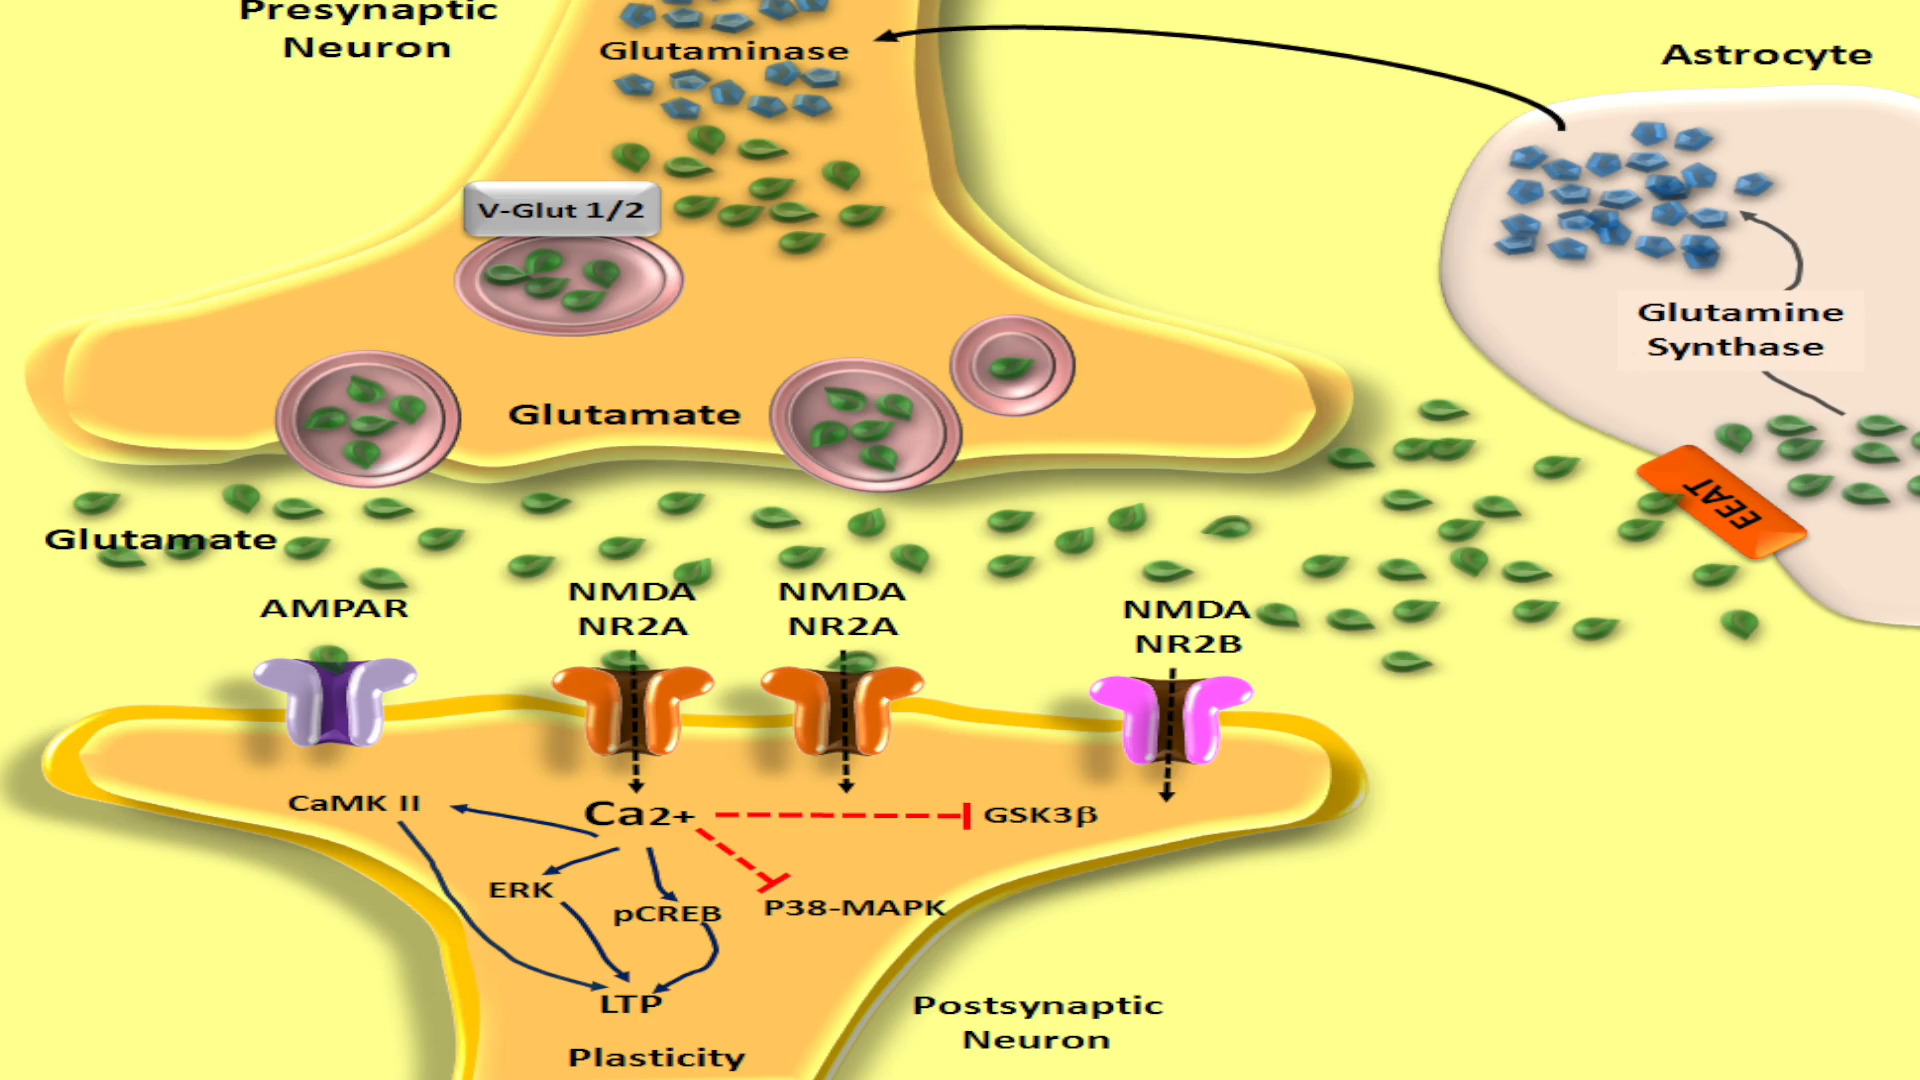 Presynaptic
Neuron
Glutaminase
Astrocyte
V-Glut 1/2
Glutamine
Synthase
Glutamate
EEAT
Glutamate
AMPAR
NMDA
NR2A
NMDA
NR2A
NMDA
NR2B
CaMK II
Ca2+
GSK3β
ERK
pCREB
P38-MAPK
LTP
Postsynaptic
Neuron
Plasticity